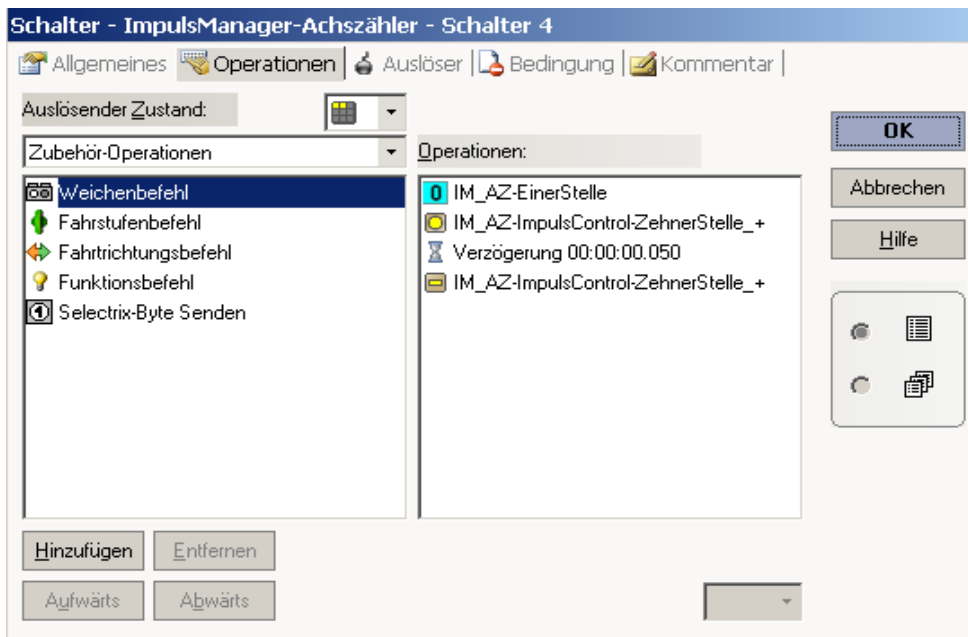 Schalter - ImpulsManager-Achszähler - Schalter 4
Allgemeines Operationen Auslöser Bedingung Kommentar
Auslösender Zustand:
Zubehör-Operationen
Weichenbefehl
Fahrstufenbefehl
Fahrtrichtungsbefehl
Funktionsbefehl
1 Selectrix-Byte Senden
Operationen:
0 IM_AZ-EinerStelle
IM_AZ-ImpulsControl-ZehnerStelle_+
Verzögerung 00:00:00.050
IM_AZ-ImpulsControl-ZehnerStelle_+
OK
Abbrechen
Hilfe
Hinzufügen Entfernen
Aufwärts Abwärts